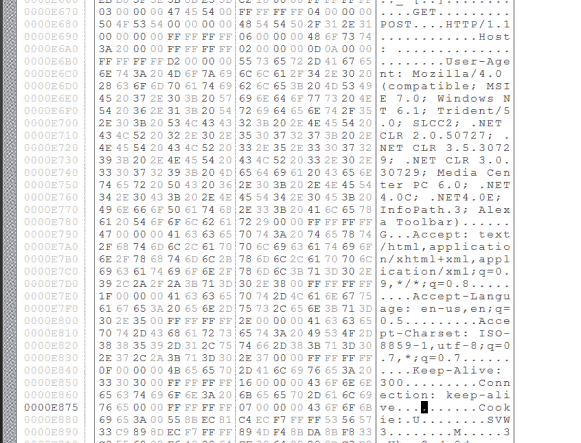 0000E670 03 00 00 00 47 45 54 00 FF FF FF FF 04 00 00 00 ....GET.........
0000E680 50 4F 53 54 00 00 00 00 48 54 54 50 2F 31 2E 31 POST....HTTP/1.1
0000E690 00 00 00 00 FF FF FF FF 06 00 00 00 48 6F 73 74 ............Host
0000E6A0 3A 20 00 00 FF FF FF FF 02 00 00 00 0D 0A 00 00 : ..............
0000E6B0 FF FF FF FF D2 00 00 00 55 73 65 72 2D 41 67 65 ........User-Age
0000E6C0 6E 74 3A 20 4D 6F 7A 69 6C 6C 61 2F 34 2E 30 20 nt: Mozilla/4.0
0000E6D0 28 63 6F 6D 70 61 74 69 62 6C 65 3B 20 4D 53 49 (compatible; MSI
0000E6E0 45 20 37 2E 30 3B 20 57 69 6E 64 6F 77 73 20 4E E 7.0; Windows N
0000E6F0 54 20 36 2E 31 3B 20 54 72 69 64 65 6E 74 2F 35 T 6.1; Trident/5
0000E700 2E 30 3B 20 53 4C 43 43 32 3B 20 2E 4E 45 54 20 .0; SLCC2; .NET
0000E710 43 4C 52 20 32 2E 30 2E 35 30 37 32 37 3B 20 2E CLR 2.0.50727; .
0000E720 4E 45 54 20 43 4C 52 20 33 2E 35 2E 33 30 37 32 NET CLR 3.5.3072
0000E730 39 3B 20 2E 4E 45 54 20 43 4C 52 20 33 2E 30 2E 9; .NET CLR 3.0.
0000E740 33 30 37 32 39 3B 20 4D 65 64 69 61 20 43 65 6E 30729; Media Cen
0000E750 74 65 72 20 50 43 20 36 2E 30 3B 20 2E 4E 45 54 ter PC 6.0; .NET
0000E760 34 2E 30 43 3B 20 2E 4E 45 54 34 2E 30 45 3B 20 4.0C; .NET4.0E;
0000E770 49 6E 66 6F 50 61 74 68 2E 33 3B 20 41 6C 65 78 InfoPath.3; Alex
0000E780 61 20 54 6F 6F 6C 62 61 72 29 00 00 FF FF FF FF a Toolbar)......
0000E790 47 00 00 00 41 63 63 65 70 74 3A 20 74 65 78 74 G...Accept: text
0000E7A0 2F 68 74 6D 6C 2C 61 70 70 6C 69 63 61 74 69 6F /html,applicatio
0000E7B0 6E 2F 78 68 74 6D 6C 2B 78 6D 6C 2C 61 70 70 6C n/xhtml+xml,appl
0000E7C0 69 63 61 74 69 6F 6E 2F 78 6D 6C 3B 71 3D 30 2E ication/xml;q=0.
0000E7D0 39 2C 2A 2F 2A 3B 71 3D 30 2E 38 00 FF FF FF FF 9,*/*;q=0.8.....
0000E7E0 1F 00 00 00 41 63 63 65 70 74 2D 4C 61 6E 67 75 ....Accept-Langu
0000E7F0 61 67 65 3A 20 65 6E 2D 75 73 2C 65 6E 3B 71 3D age: en-us,en;q=
0000E800 30 2E 35 00 FF FF FF FF 2E 00 00 00 41 63 63 65 0.5.........Acce
0000E810 70 74 2D 43 68 61 72 73 65 74 3A 20 49 53 4F 2D pt-Charset: ISO-
0000E820 38 38 35 39 2D 31 2C 75 74 66 2D 38 3B 71 3D 30 8859-1,utf-8;q=0
0000E830 2E 37 2C 2A 3B 71 3D 30 2E 37 00 00 FF FF FF FF .7,*;q=0.7......
0000E840 0F 00 00 00 4B 65 65 70 2D 41 6C 69 76 65 3A 20 ....Keep-Alive:
0000E850 33 30 30 00 FF FF FF FF 16 00 00 00 43 6F 6E 6E 300.........Conn
0000E860 65 63 74 69 6F 6E 3A 20 6B 65 65 70 2D 61 6C 69 ection: keep-ali
0000E875 76 65 00 00 FF FF FF FF 07 00 00 00 43 6F 6F 6B ve..........Cook
0000E880 69 65 3A 00 55 8B EC 81 C4 EC F7 FF FF 53 56 57 ie:.U........SVW
0000E890 33 C9 89 8D EC F7 FF FF 89 4D F4 8B DA 8B F8 33 3........M.....3